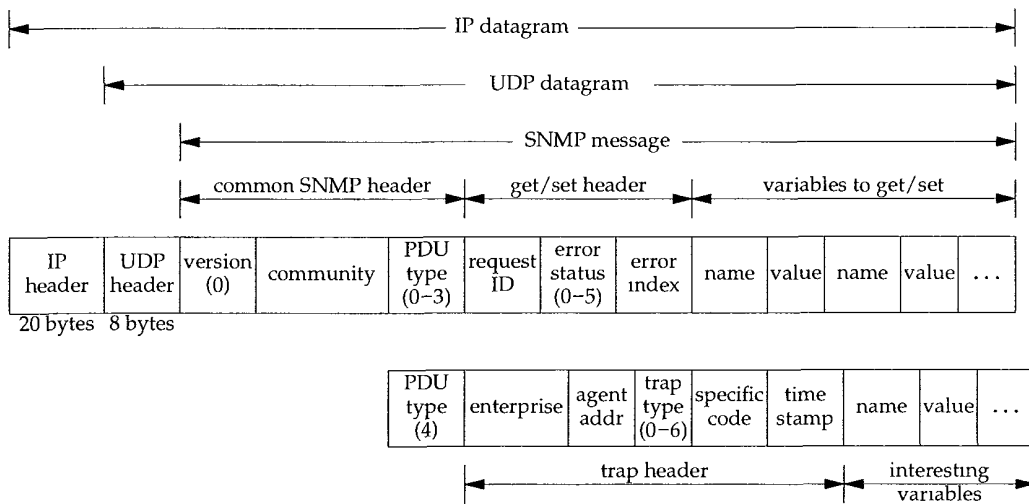 IP datagram
UDP datagram
SNMP message
common SNMP header get/set header variables to get/set
IP header
UDP header
version (0)
community
PDU type (0–3)
request ID
error status (0–5)
error index
name
value
name
value
...
20 bytes 8 bytes
PDU type (4)
enterprise
agent addr
trap type (0–6)
specific code
time stamp
name
value
...
trap header
interesting variables